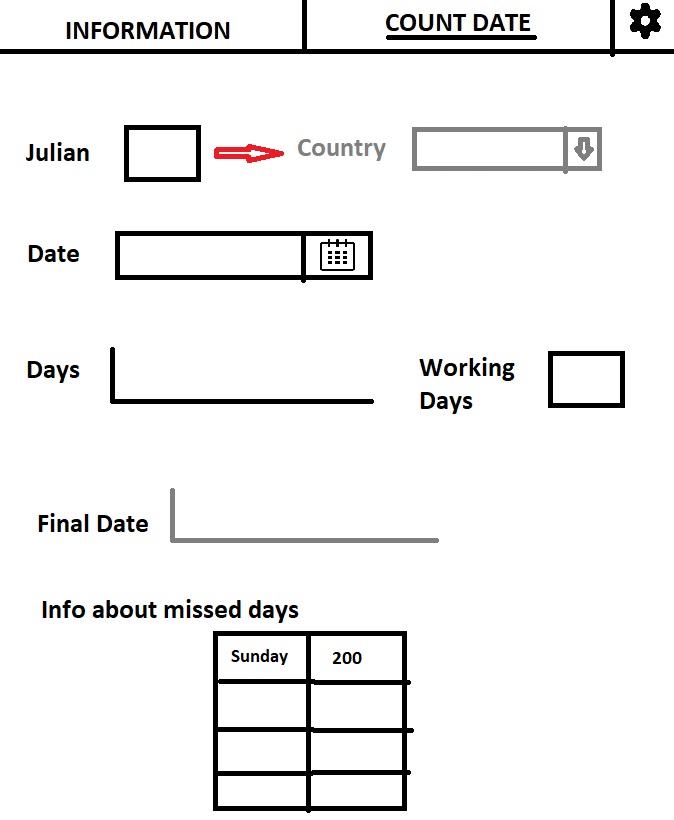 INFORMATION
COUNT DATE
Julian
Country
Date
Days
Working
Days
Final Date
Info about missed days
Sunday 200